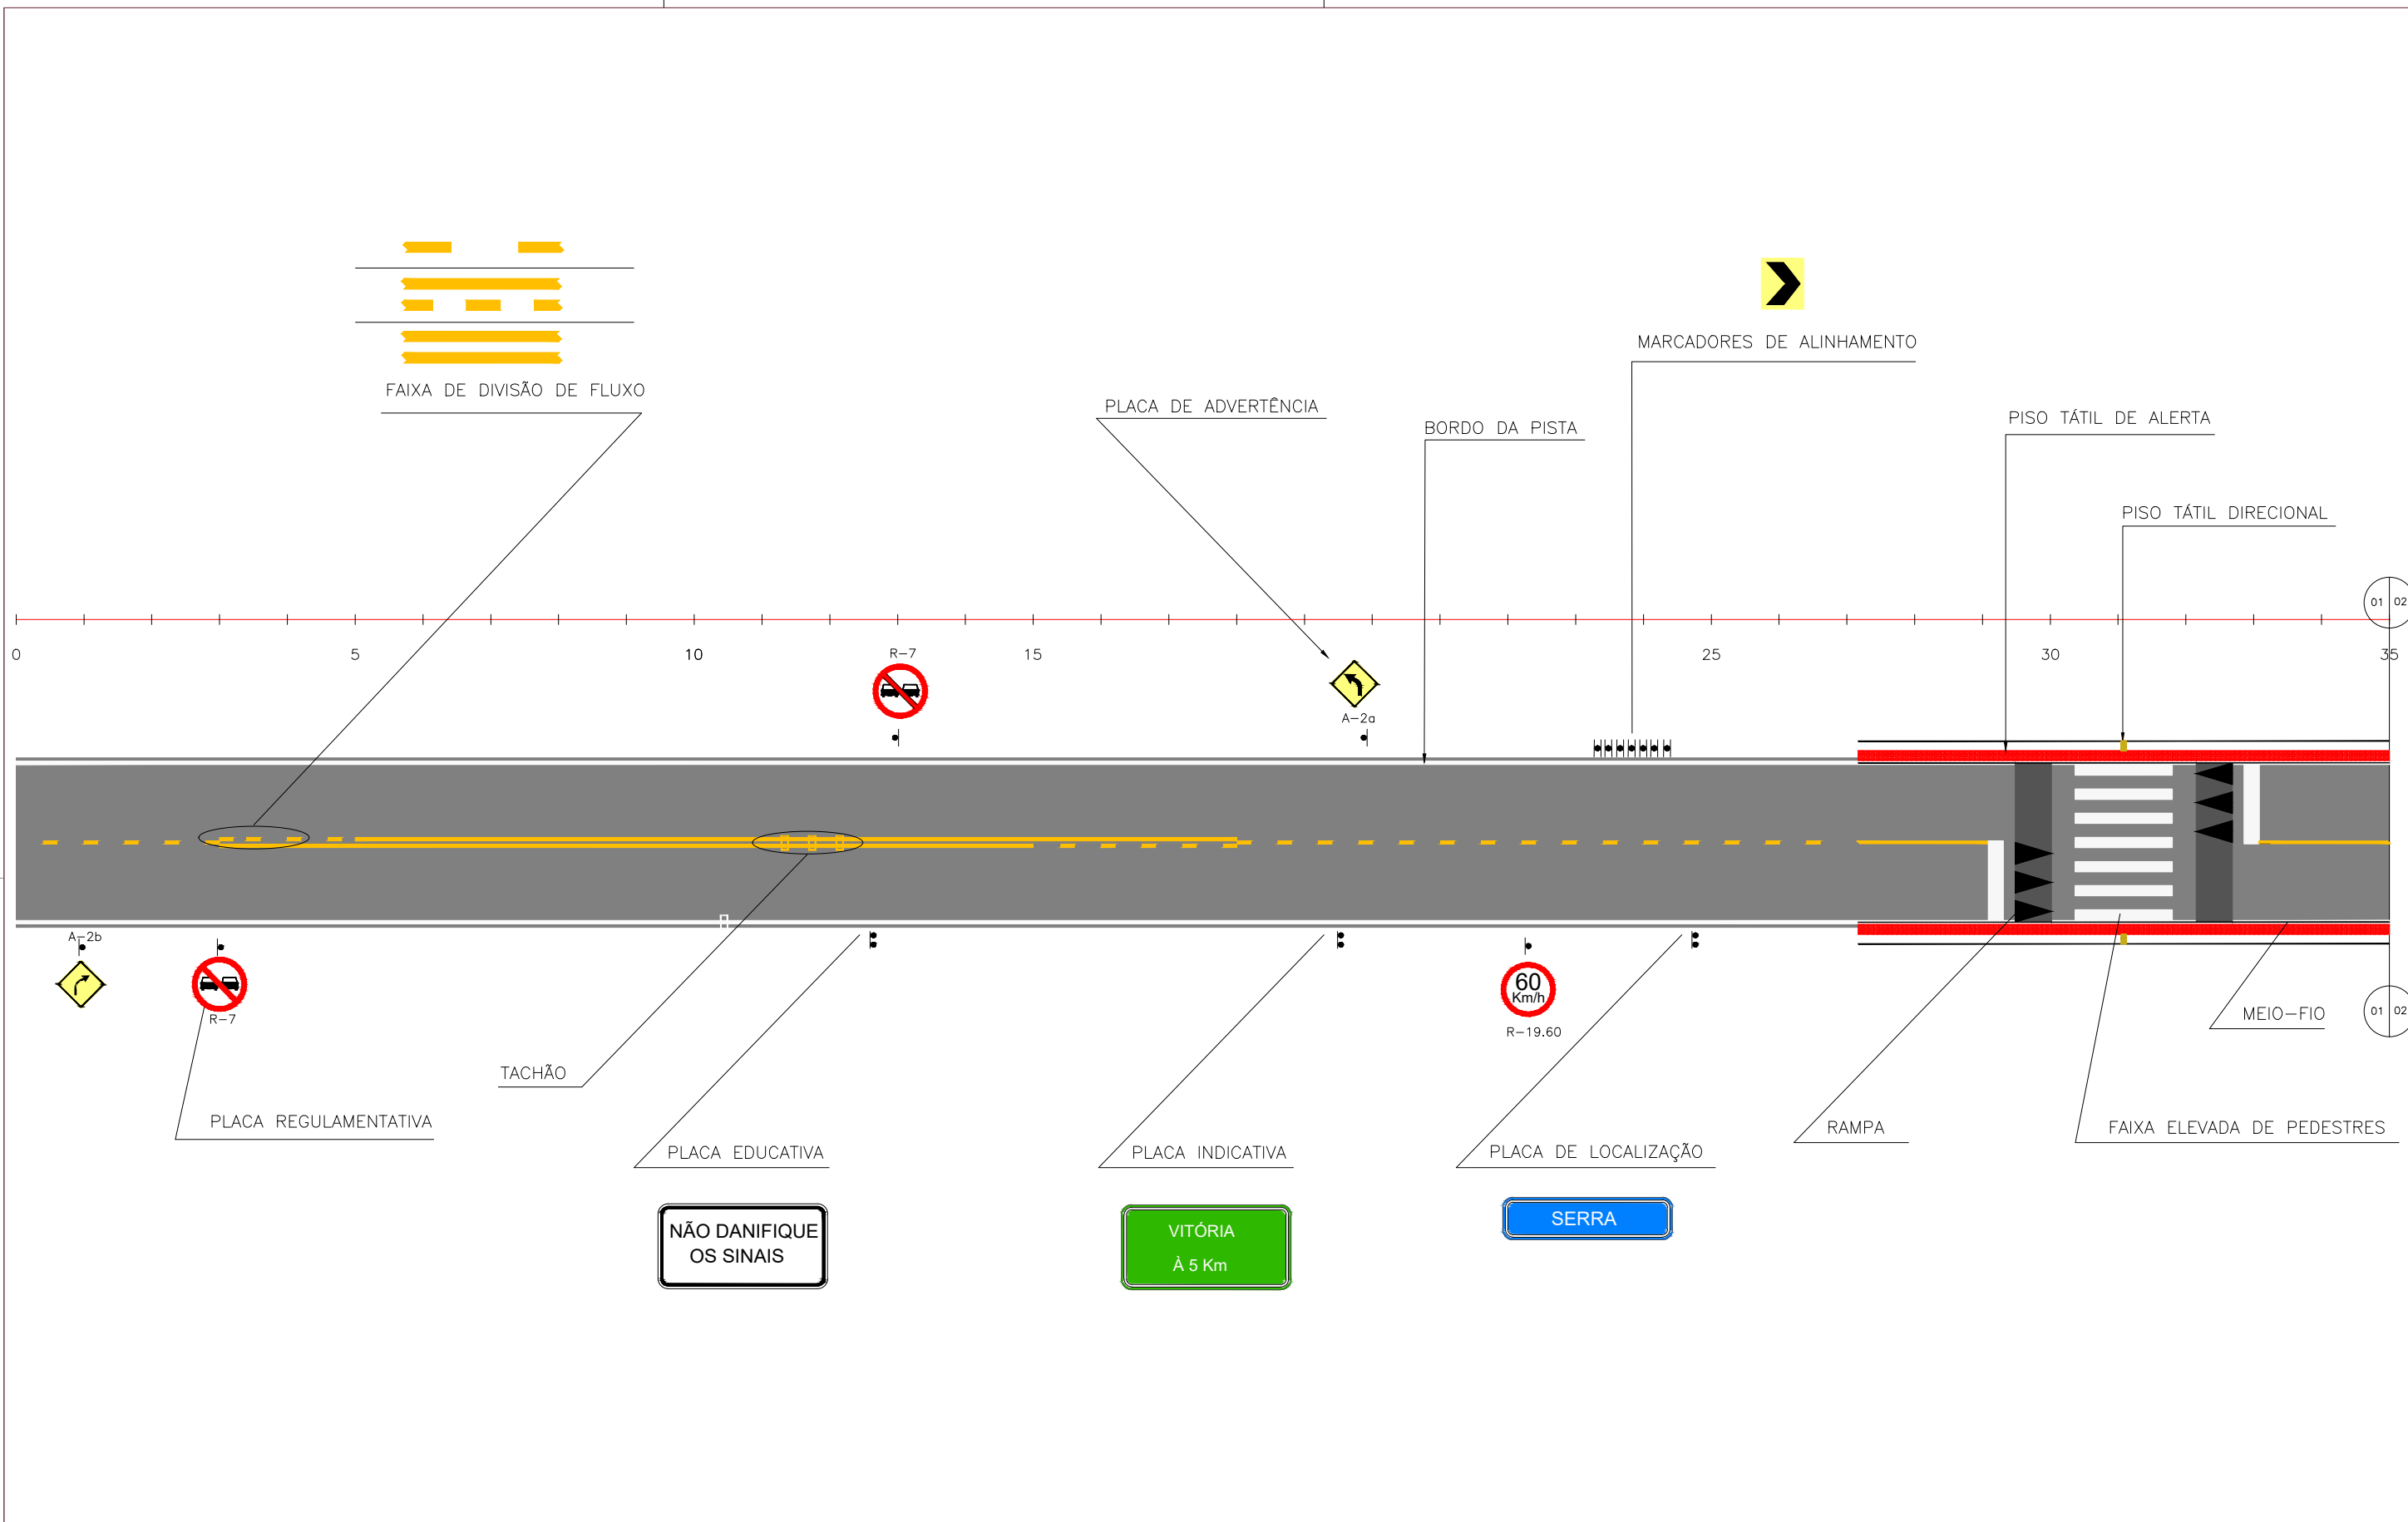 FAIXA DE DIVISÃO DE FLUXO
MARCADORES DE ALINHAMENTO
PLACA DE ADVERTÊNCIA
BORDO DA PISTA
PISO TÁTIL DE ALERTA
PISO TÁTIL DIRECIONAL
01 02
0 5 10 15 25 30 35
R-7
A-2a
A-2b
R-7
60
Km/h
R-19.60
01 02
MEIO-FIO
TACHÃO
PLACA REGULAMENTATIVA
RAMPA
FAIXA ELEVADA DE PEDESTRES
PLACA EDUCATIVA
PLACA INDICATIVA
PLACA DE LOCALIZAÇÃO
NÃO DANIFIQUE
OS SINAIS
VITÓRIA
À 5 Km
SERRA